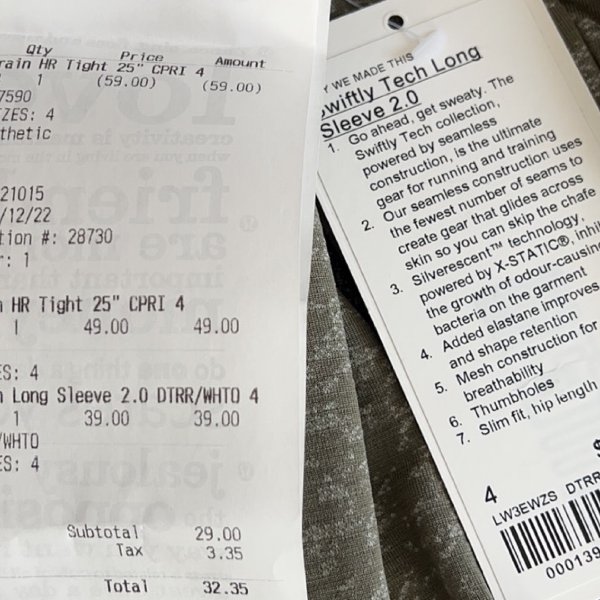 Qty Price Amount
rain HR Tight 25" CPRI 4
1 (59.00) (59.00)
7590
ZES: 4
thetic
21015
/12/22
tion #: 28730
r: 1
n HR Tight 25" CPRI 4
1 49.00 49.00
ES: 4
n Long Sleeve 2.0 DTRR/WHTO 4
1 39.00 39.00
/WHTO
ES: 4
Subtotal 29.00
Tax 3.35
Total 32.35
Y WE MADE THIS
Swiftly Tech Long
Sleeve 2.0
1. Go ahead, get sweaty. The
Swiftly Tech collection,
powered by seamless
construction, is the ultimate
gear for running and training
2. Our seamless construction uses
the fewest number of seams to
create gear that glides across
skin so you can skip the chafe
3. Silverescent™ technology,
powered by X-STATIC®, inhi
the growth of odour-causing
bacteria on the garment
4. Added elastane improves
and shape retention
5. Mesh construction for
breathability
6. Thumbholes
7. Slim fit, hip length
4 $
LW3EWZS DTRR
000139